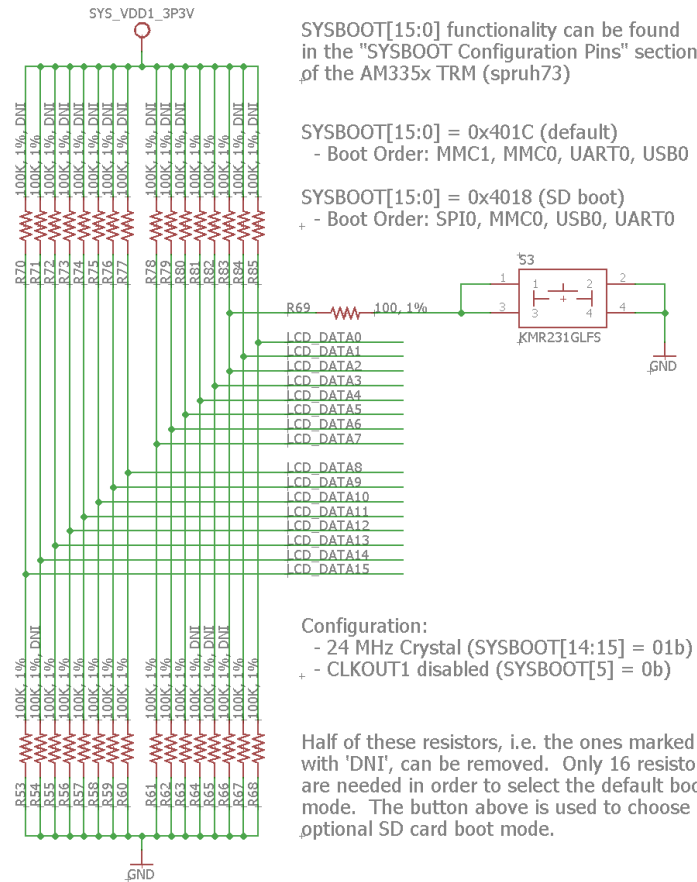 SYS_VDD1_3P3V
SYSBOOT[15:0] functionality can be found
in the "SYSBOOT Configuration Pins" section
of the AM335x TRM (spruh73)
SYSBOOT[15:0] = 0x401C (default)
- Boot Order: MMC1, MMC0, UART0, USB0
SYSBOOT[15:0] = 0x4018 (SD boot)
- Boot Order: SPI0, MMC0, USB0, UART0
100K, 1%, DNI
100K, 1%
100K, 1%, DNI
100K, 1%, DNI
100K, 1%, DNI
100K, 1%, DNI
100K, 1%, DNI
100K, 1%, DNI
100K, 1%, DNI
100K, 1%, DNI
100K, 1%, DNI
100K, 1%
100K, 1%
100K, 1%
100K, 1%, DNI
100K, 1%, DNI
R70
R71
R72
R73
R74
R75
R76
R77
R78
R79
R80
R81
R82
R83
R84
R85
S3
1
1
2
2
3
3
4
4
KMR231GLFS
GND
R69
100, 1%
LCD_DATA0
LCD_DATA1
LCD_DATA2
LCD_DATA3
LCD_DATA4
LCD_DATA5
LCD_DATA6
LCD_DATA7
LCD_DATA8
LCD_DATA9
LCD_DATA10
LCD_DATA11
LCD_DATA12
LCD_DATA13
LCD_DATA14
LCD_DATA15
Configuration:
- 24 MHz Crystal (SYSBOOT[14:15] = 01b)
- CLKOUT1 disabled (SYSBOOT[5] = 0b)
100K, 1%
100K, 1%, DNI
100K, 1%
100K, 1%
100K, 1%
100K, 1%
100K, 1%
100K, 1%
100K, 1%
100K, 1%
100K, 1%
100K, 1%, DNI
100K, 1%, DNI
100K, 1%, DNI
100K, 1%
100K, 1%
R53
R54
R55
R56
R57
R58
R59
R60
R61
R62
R63
R64
R65
R66
R67
R68
Half of these resistors, i.e. the ones marked
with 'DNI', can be removed. Only 16 resisto
are needed in order to select the default boo
mode. The button above is used to choose
optional SD card boot mode.
GND